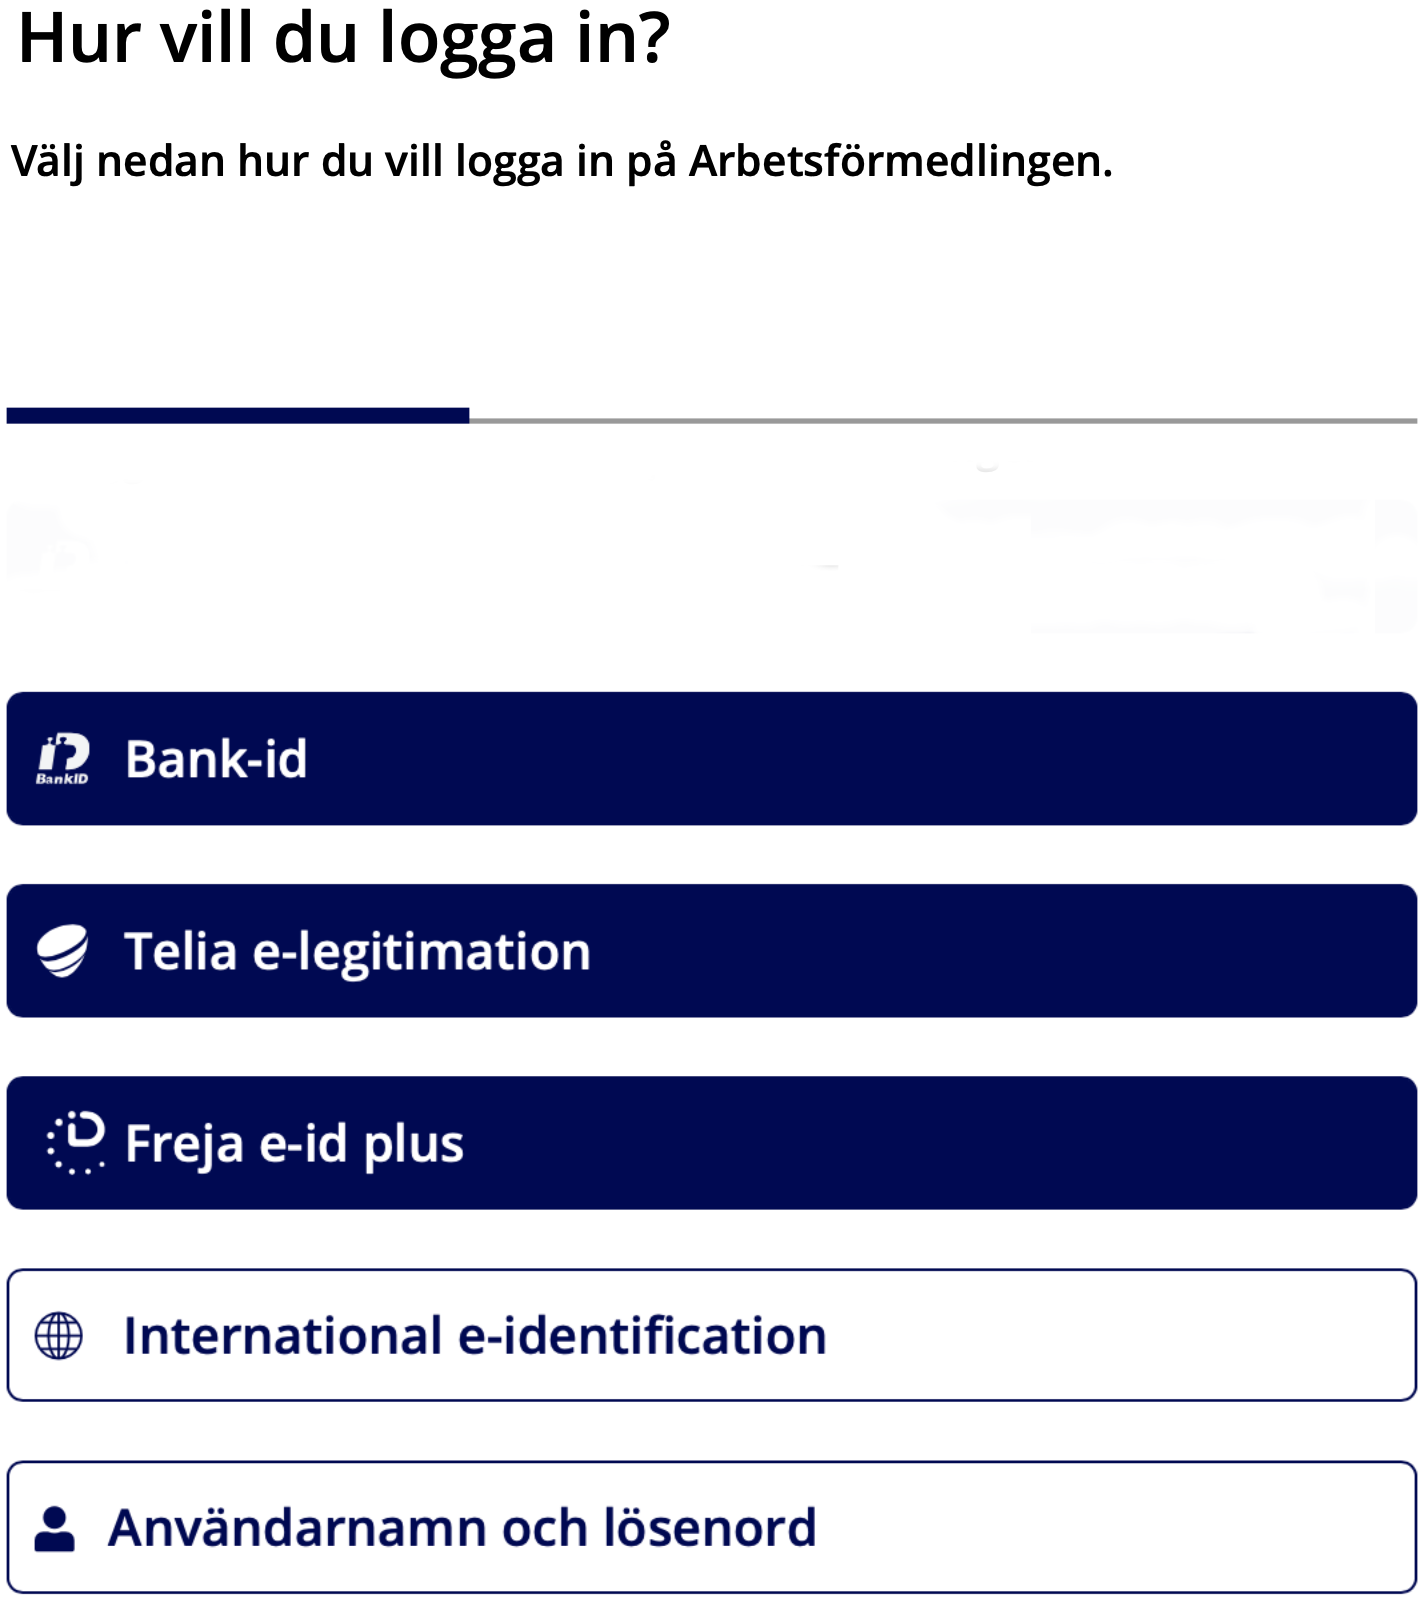 Hur vill du logga in?
Välj nedan hur du vill logga in på Arbetsförmedlingen.
BankID
Bank-id
Telia e-legitimation
Freja e-id plus
International e-identification
Användarnamn och lösenord